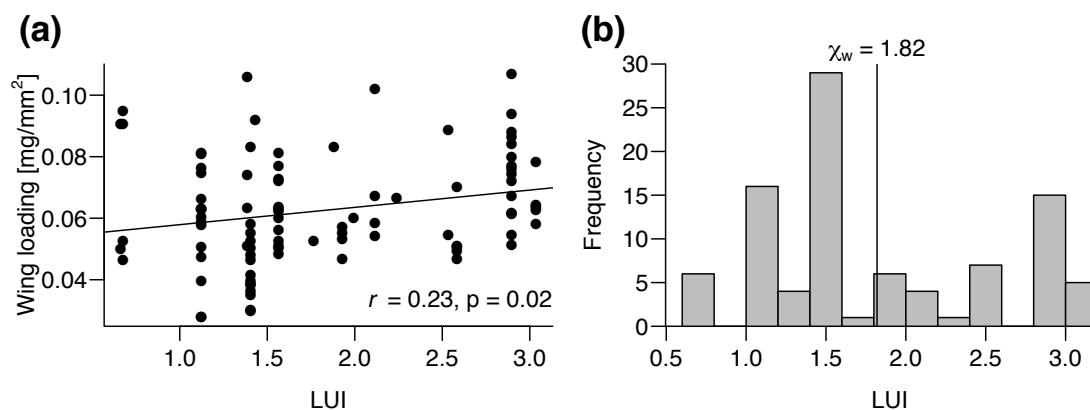 (a)
Wing loading [mg/mm²]
0.10
0.08
0.06
0.04
r = 0.23, p = 0.02
1.0 1.5 2.0 2.5 3.0
LUI
(b)
χw = 1.82
Frequency
30
25
20
15
10
5
0
0.5 1.0 1.5 2.0 2.5 3.0
LUI